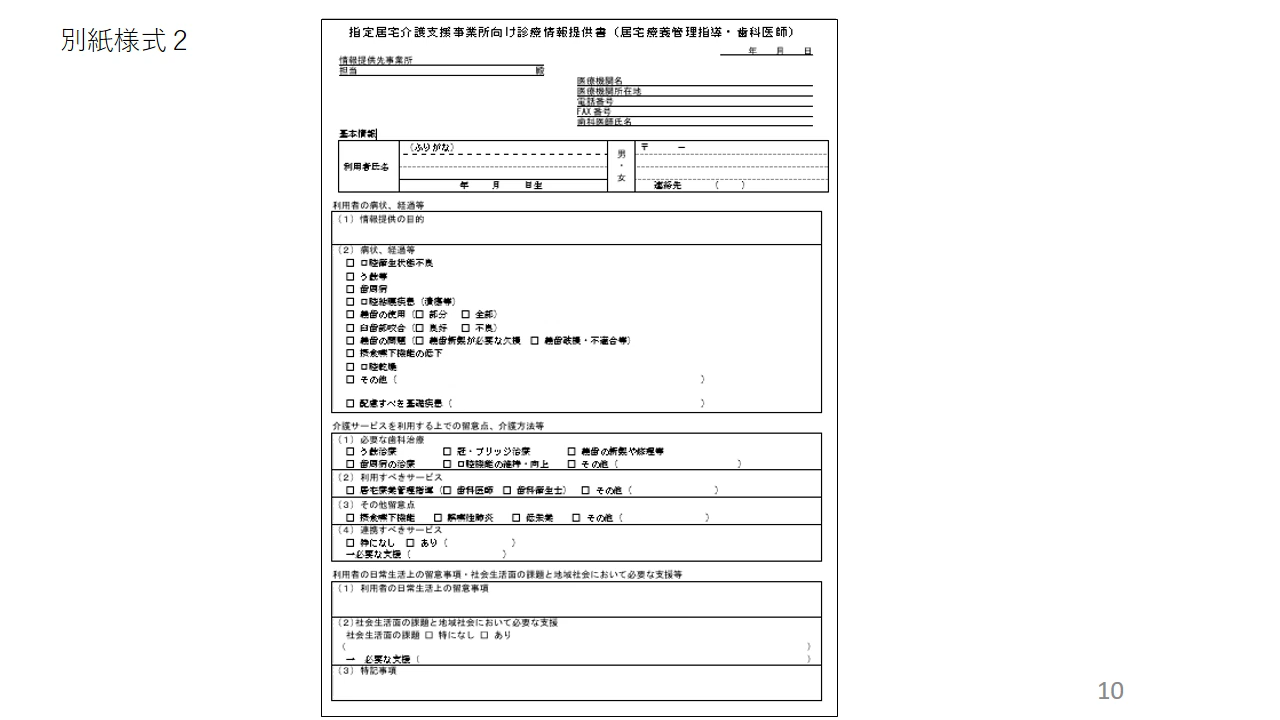 別紙様式２
指定居宅介護支援事業所向け診療情報提供書（居宅療養管理指導・歯科医師）
年　月　日
情報提供先事業所
担当　殿
医療機関名
医療機関所在地
電話番号
FAX番号
歯科医師氏名
基本情報
利用者氏名
（ふりがな）
年　月　日生
男
・
女
〒　－
連絡先　（　）
利用者の病状、経過等
（1）情報提供の目的
（2）病状、経過等
□ 口腔衛生状態不良
□ う蝕等
□ 歯周病
□ 口腔粘膜疾患（潰瘍等）
□ 義歯の使用（□ 部分　□ 全部）
□ 臼歯部咬合（□ 良好　□ 不良）
□ 義歯の問題（□ 義歯新製が必要な欠損　□ 義歯破損・不適合等）
□ 摂食嚥下機能の低下
□ 口腔乾燥
□ その他（　）
□ 配慮すべき基礎疾患（　）
介護サービスを利用する上での留意点、介護方法等
（1）必要な歯科治療
□ う蝕治療　□ 冠・ブリッジ治療　□ 義歯の新製や修理等
□ 歯周病の治療　□ 口腔機能の維持・向上　□ その他（　）
（2）利用すべきサービス
□ 居宅療養管理指導（□ 歯科医師　□ 歯科衛生士）　□ その他（　）
（3）その他留意点
□ 摂食嚥下機能　□ 誤嚥性肺炎　□ 低栄養　□ その他（　）
（4）連携すべきサービス
□ 特になし　□ あり（　）
→必要な支援（　）
利用者の日常生活上の留意事項・社会生活面の課題と地域社会において必要な支援等
（1）利用者の日常生活上の留意事項
（2）社会生活面の課題と地域社会において必要な支援
社会生活面の課題 □ 特になし □ あり
（　）
→　必要な支援（　）
（3）特記事項
10